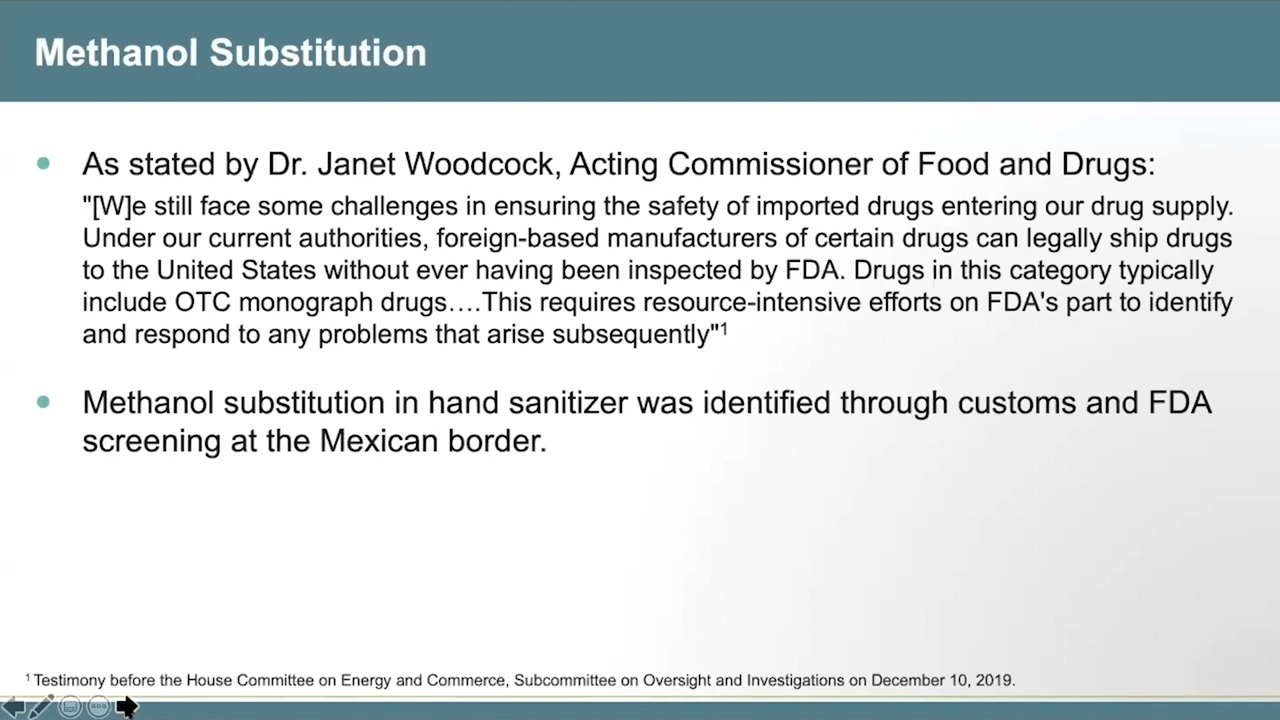 Methanol Substitution
As stated by Dr. Janet Woodcock, Acting Commissioner of Food and Drugs:
"[W]e still face some challenges in ensuring the safety of imported drugs entering our drug supply.
Under our current authorities, foreign-based manufacturers of certain drugs can legally ship drugs
to the United States without ever having been inspected by FDA. Drugs in this category typically
include OTC monograph drugs….This requires resource-intensive efforts on FDA's part to identify
and respond to any problems that arise subsequently"¹
Methanol substitution in hand sanitizer was identified through customs and FDA
screening at the Mexican border.
¹ Testimony before the House Committee on Energy and Commerce, Subcommittee on Oversight and Investigations on December 10, 2019.